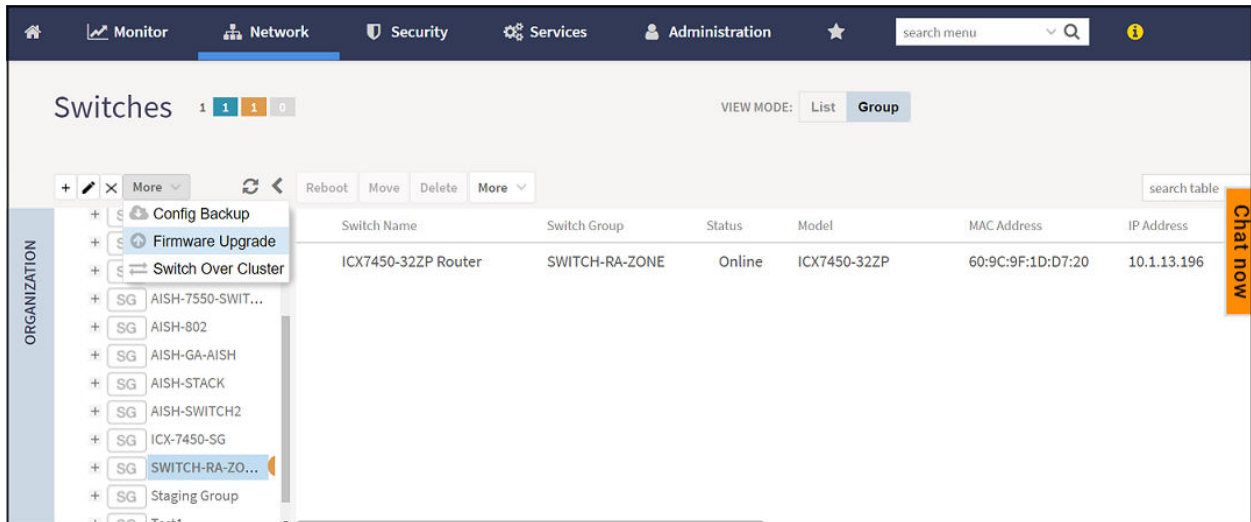 Monitor Network Security Services Administration search menu
Switches 1 1 1 0 VIEW MODE: List Group
+ More Reboot Move Delete More search table
Config Backup
Firmware Upgrade
Switch Over Cluster
Switch Name Switch Group Status Model MAC Address IP Address
ICX7450-32ZP Router SWITCH-RA-ZONE Online ICX7450-32ZP 60:9C:9F:1D:D7:20 10.1.13.196
ORGANIZATION
+ SG AISH-7550-SWIT...
+ SG AISH-802
+ SG AISH-GA-AISH
+ SG AISH-STACK
+ SG AISH-SWITCH2
+ SG ICX-7450-SG
+ SG SWITCH-RA-ZO...
+ SG Staging Group
Chat now